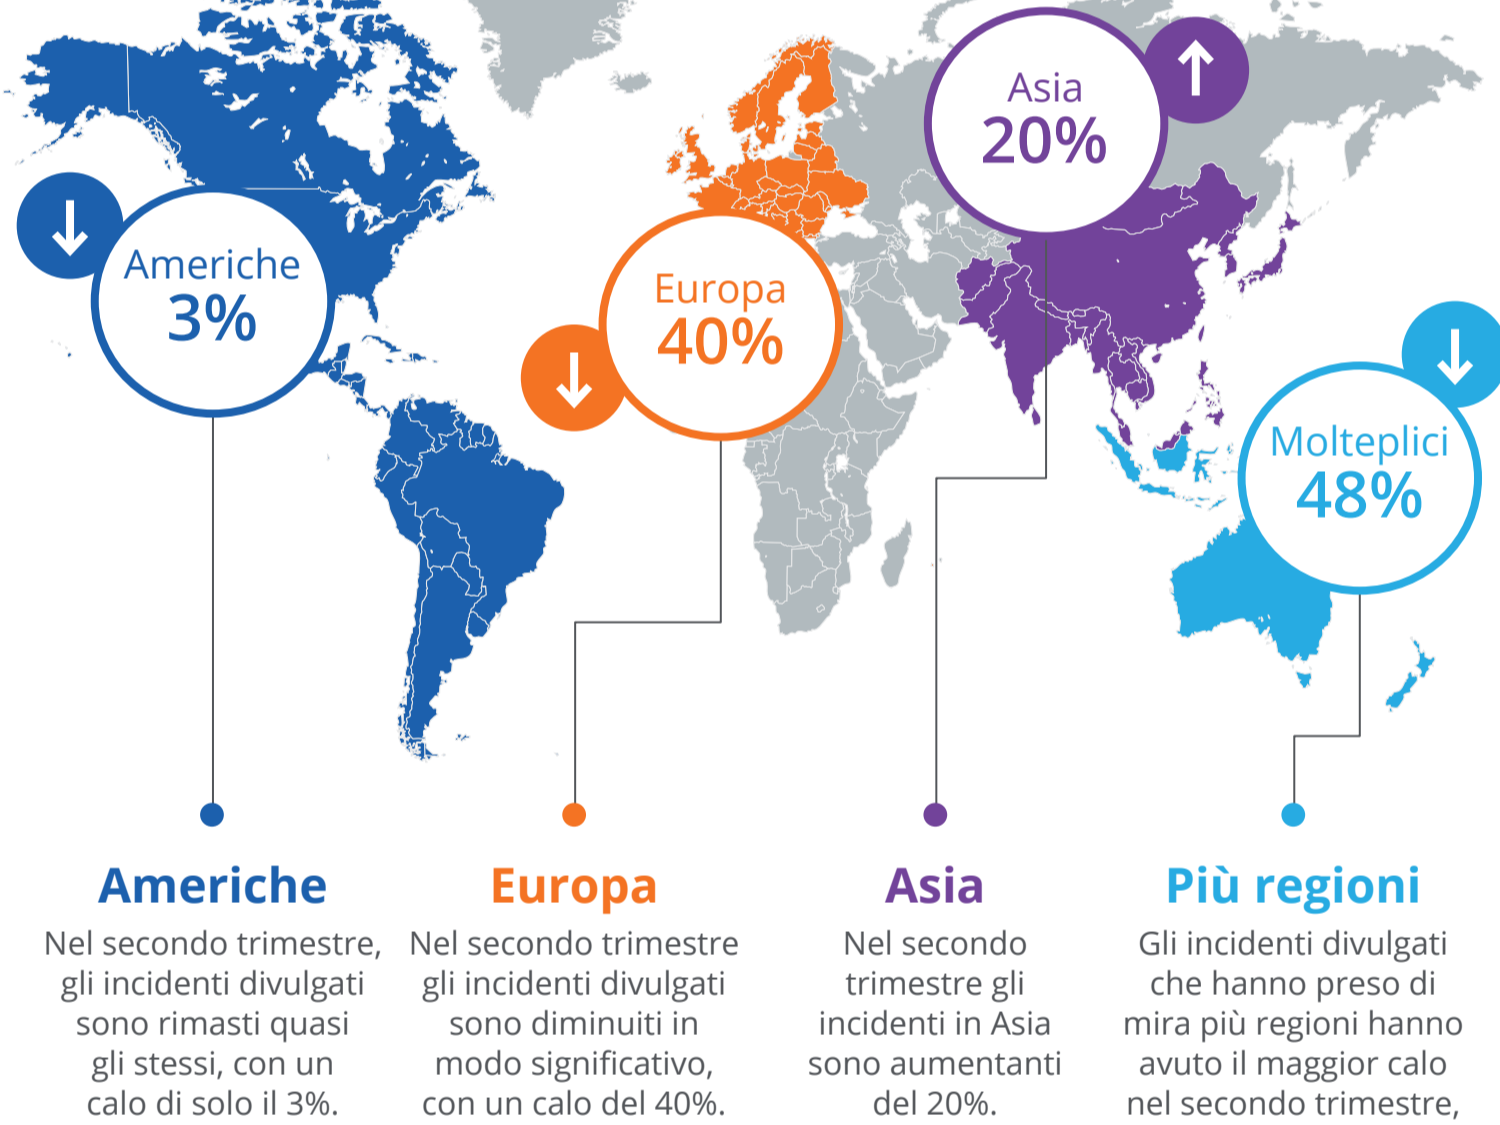 Asia
20%
Americhe
3%
Europa
40%
Molteplici
48%
Americhe
Nel secondo trimestre,
gli incidenti divulgati
sono rimasti quasi
gli stessi, con un
calo di solo il 3%.
Europa
Nel secondo trimestre
gli incidenti divulgati
sono diminuiti in
modo significativo,
con un calo del 40%.
Asia
Nel secondo
trimestre gli
incidenti in Asia
sono aumentanti
del 20%.
Più regioni
Gli incidenti divulgati
che hanno preso di
mira più regioni hanno
avuto il maggior calo
nel secondo trimestre,